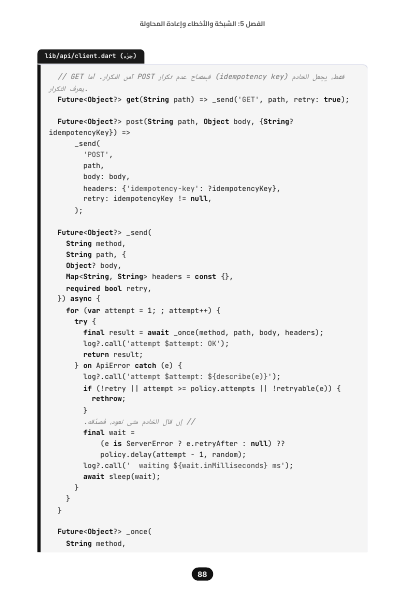 الفصل 5: الشبكة والأخطاء وإعادة المحاولة
lib/api/client.dart (جزء)
// GET آمن التكرار. أما POST فمفتاح عدم تكرار (idempotency key) فقط يجعل الخادم
يعرف التكرار.
Future<Object?> get(String path) => _send('GET', path, retry: true);
Future<Object?> post(String path, Object body, {String?
idempotencyKey}) =>
_send(
'POST',
path,
body: body,
headers: {'idempotency-key': ?idempotencyKey},
retry: idempotencyKey != null,
);
Future<Object?> _send(
String method,
String path, {
Object? body,
Map<String, String> headers = const {},
required bool retry,
}) async {
for (var attempt = 1; ; attempt++) {
try {
final result = await _once(method, path, body, headers);
log?.call('attempt $attempt: OK');
return result;
} on ApiError catch (e) {
log?.call('attempt $attempt: ${describe(e)}');
if (!retry || attempt >= policy.attempts || !retryable(e)) {
rethrow;
}
// إن قال الخادم متى نعود، فنصدقه.
final wait =
(e is ServerError ? e.retryAfter : null) ??
policy.delay(attempt - 1, random);
log?.call('  waiting ${wait.inMilliseconds} ms');
await sleep(wait);
}
}
}
Future<Object?> _once(
String method,
88